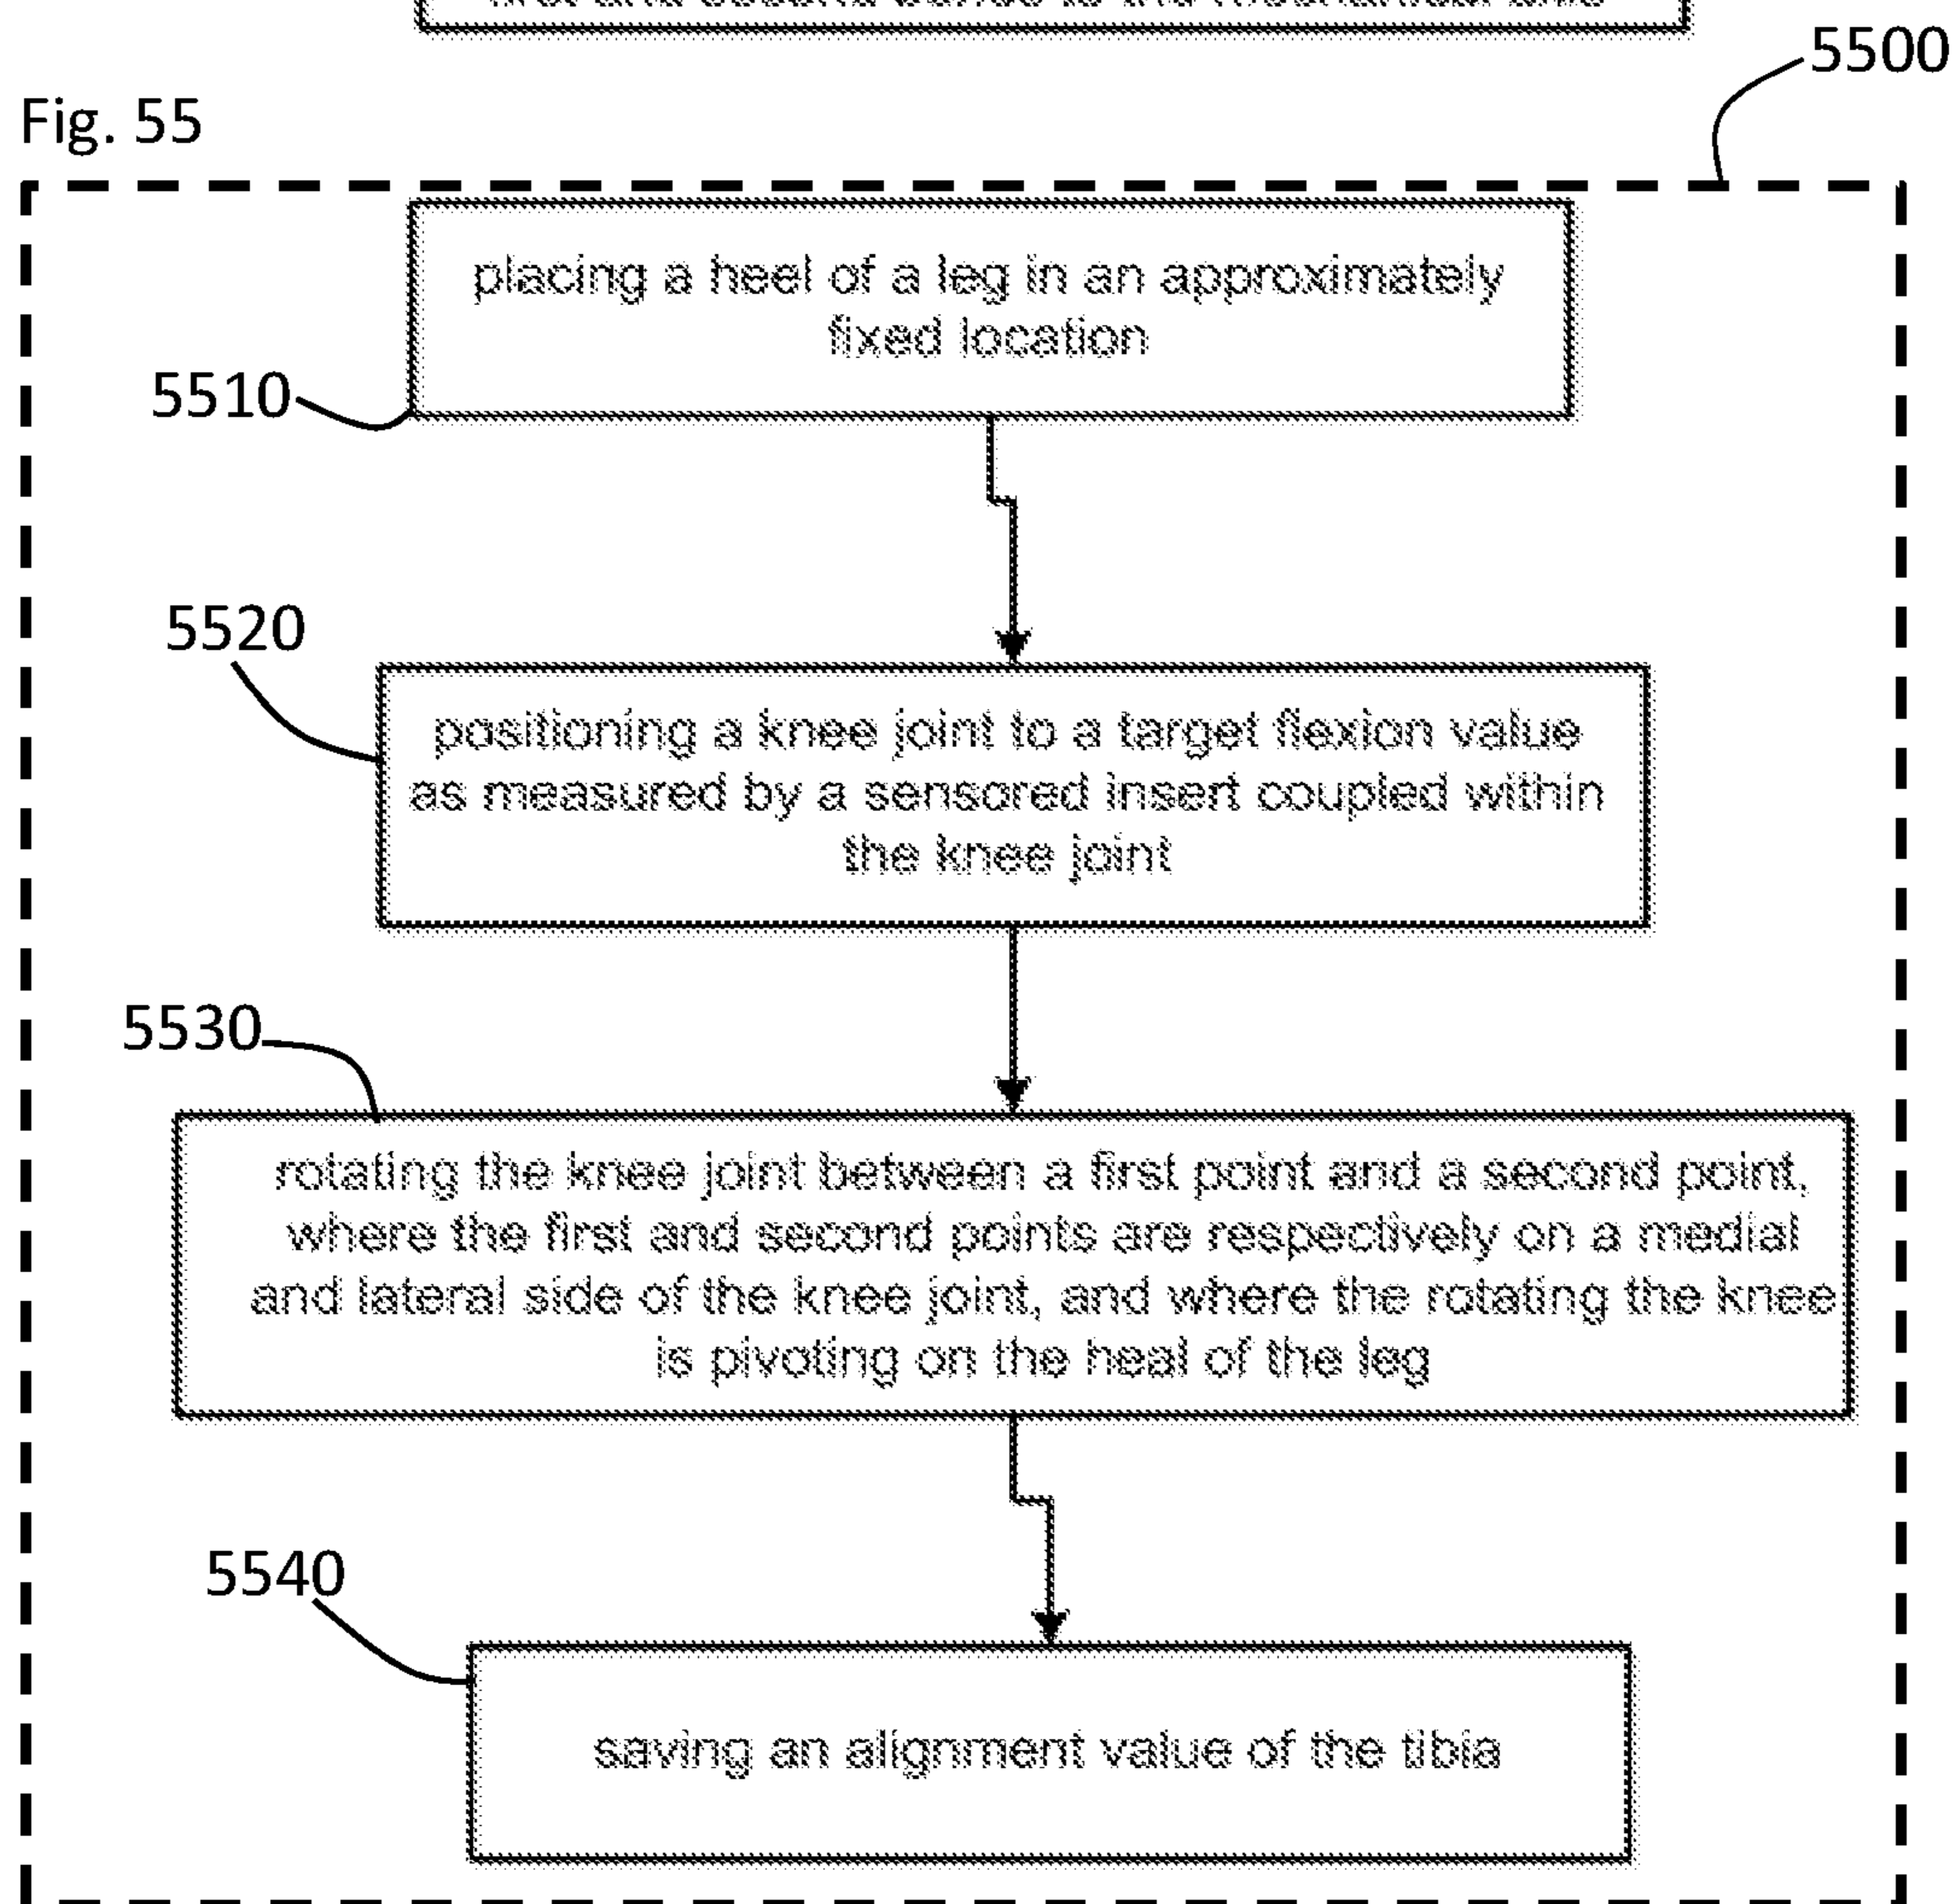 5500
Fig. 55
placing a heel of a leg in an approximately
fixed location
5510
5520
positioning a knee joint to a target flexion value
as measured by a sensored insert coupled within
the knee joint
5530
rotating the knee joint between a first point and a second point,
where the first and second points are respectively on a medial
and lateral side of the knee joint, and where the rotating the knee
is pivoting on the heal of the leg
5540
saving an alignment value of the tibia